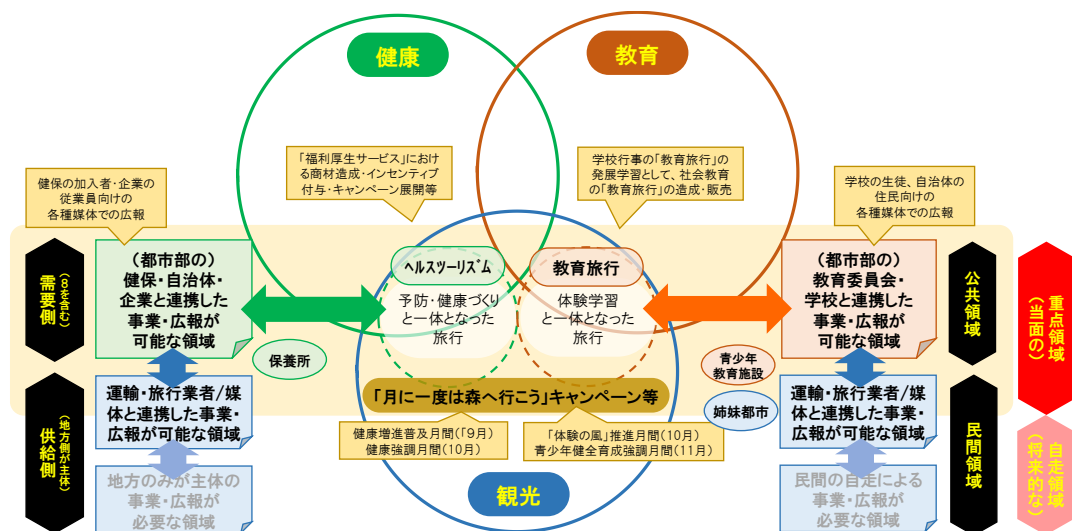 健康
教育
「福利厚生サービス」におけ
る商材造成・インセンティブ
付与・キャンペーン展開等
学校行事の「教育旅行」の
発展学習として、社会教育
の「教育旅行」の造成・販売
健保の加入者・企業の
従業員向けの
各種媒体での広報
学校の生徒、自治体の
住民向けの
各種媒体での広報
需要側
(8を含む)
(都市部の)
健保・自治体・
企業と連携した
事業・広報が
可能な領域
ヘルスツーリズム
予防・健康づくり
と一体となった
旅行
教育旅行
体験学習
と一体となった
旅行
(都市部の)
教育委員会・
学校と連携した
事業・広報が
可能な領域
公共領域
重点領域
(当面の)
保養所
青少年
教育施設
姉妹都市
「月に一度は森へ行こう」キャンペーン等
供給側
(地方側が主体)
運輸・旅行業者/媒
体と連携した事業・
広報が可能な領域
健康増進普及月間(「9月)
健康強調月間(10月)
「体験の風」推進月間(10月)
青少年健全育成強調月間(11月)
運輸・旅行業者/媒
体と連携した事業・
広報が可能な領域
民間領域
自走領域
(将来的な)
地方のみが主体の
事業・広報が
必要な領域
観光
民間の自走による
事業・広報が
必要な領域